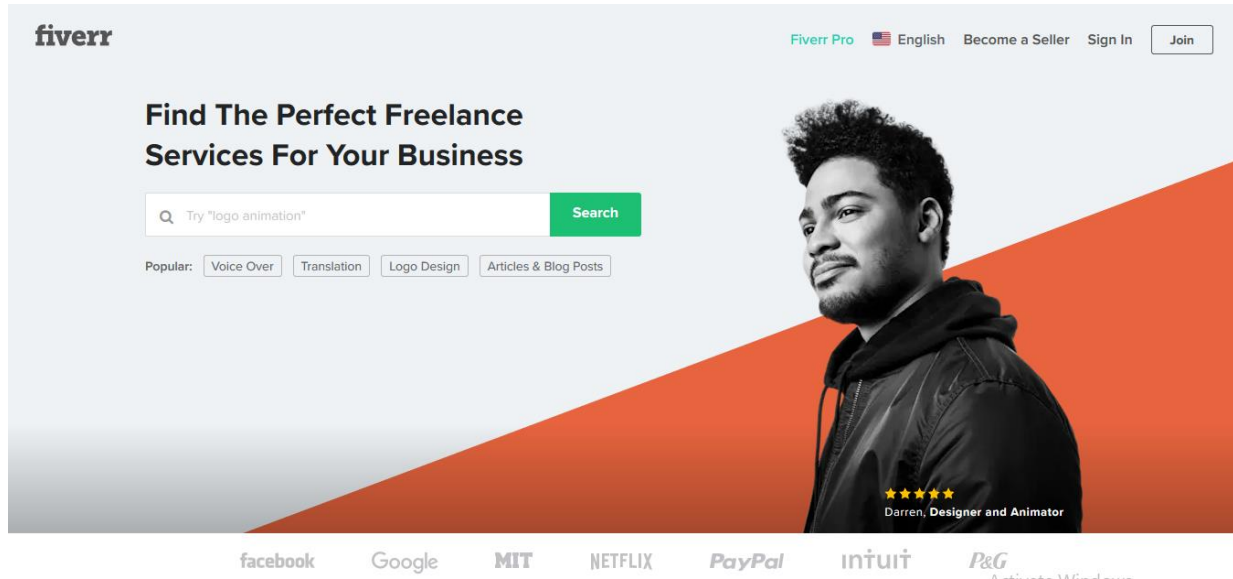 fiverr
Fiverr Pro English Become a Seller Sign In Join
Find The Perfect Freelance
Services For Your Business
Try "logo animation" Search
Popular: Voice Over Translation Logo Design Articles & Blog Posts
Darren, Designer and Animator
facebook Google MIT NETFLIX PayPal intuit P&G
Activate Windows